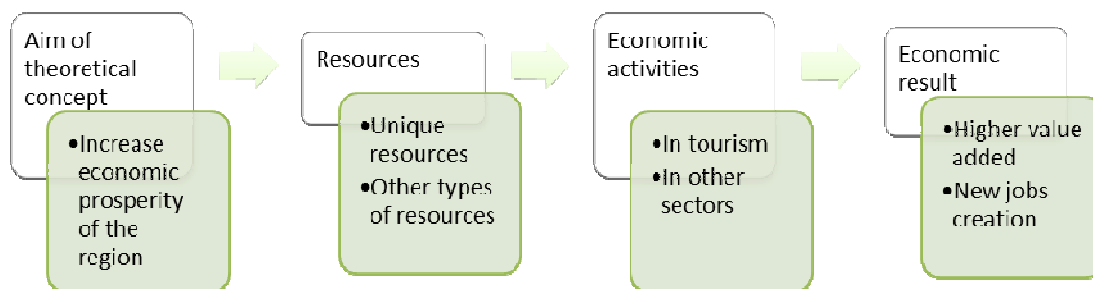 Aim of
theoretical
concept
•Increase
economic
prosperity
of the
region
Resources
•Unique
resources
•Other types
of resources
Economic
activities
•In tourism
•In other
sectors
Economic
result
•Higher value
added
•New jobs
creation